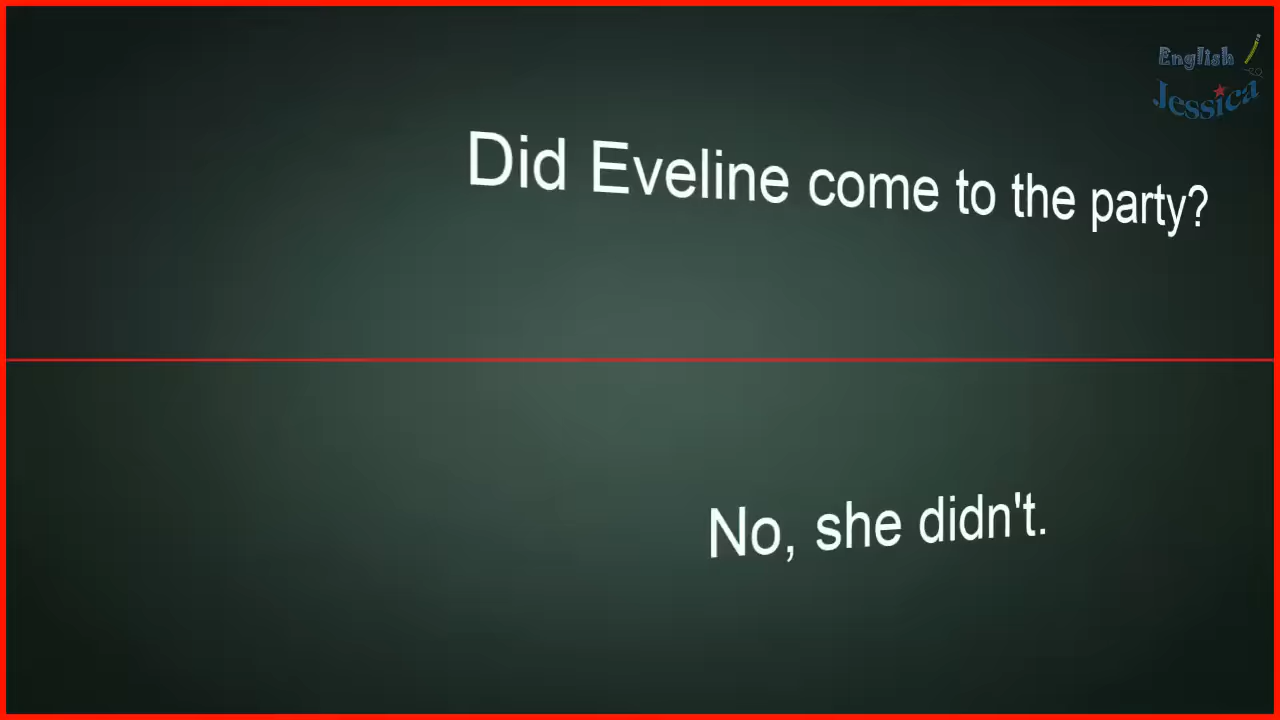 English
Jessica
Did Eveline come to the party?
No, she didn't.